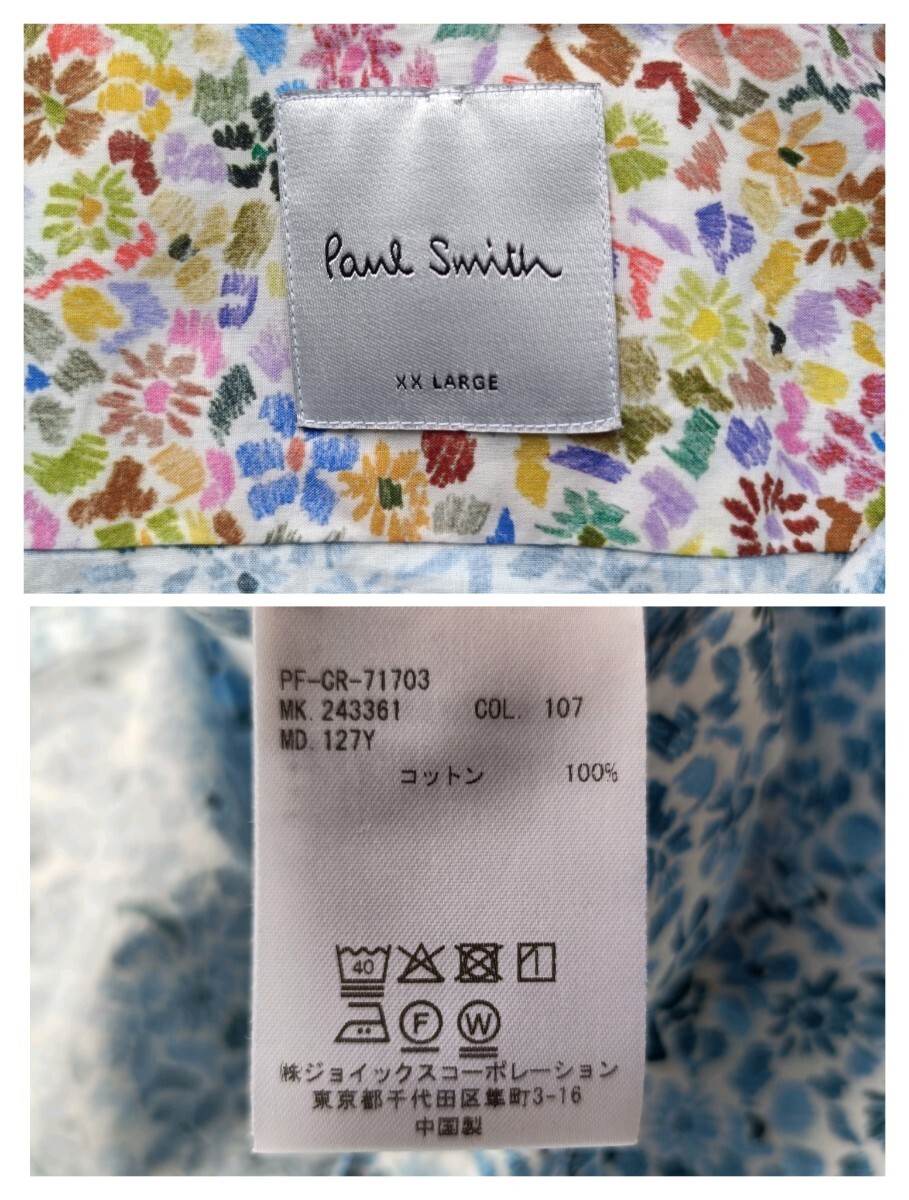 Paul Smith
XX LARGE
PF-CR-71703
MK. 243361 COL. 107
MD. 127Y
コットン 100%
40
F W
㈱ジョイックスコーポレーション
東京都千代田区隼町3-16
中国製